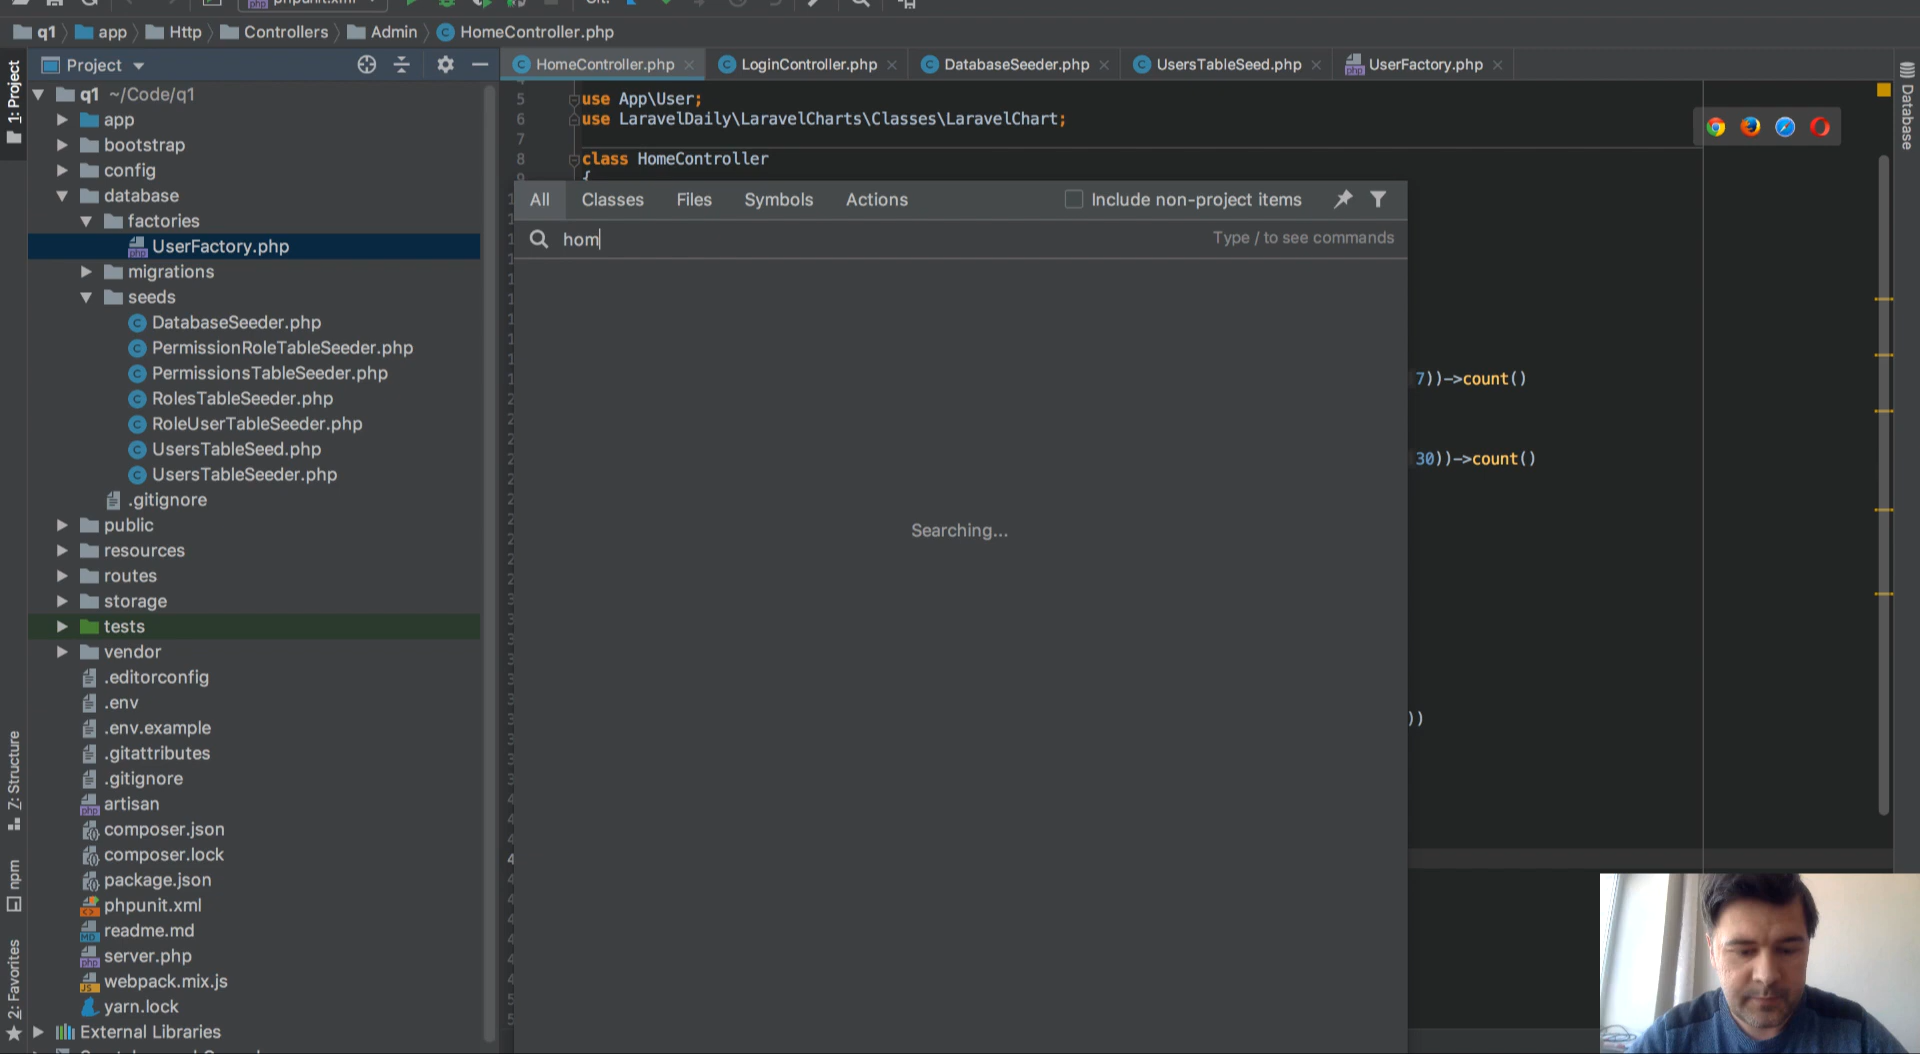 phpunit.xml
Git:
q1 app Http Controllers Admin HomeController.php
Project
HomeController.php LoginController.php DatabaseSeeder.php UsersTableSeed.php UserFactory.php
1: Project
7: Structure
npm
2: Favorites
Database
q1 ~/Code/q1
app
bootstrap
config
database
factories
UserFactory.php
migrations
seeds
DatabaseSeeder.php
PermissionRoleTableSeeder.php
PermissionsTableSeeder.php
RolesTableSeeder.php
RoleUserTableSeeder.php
UsersTableSeed.php
UsersTableSeeder.php
.gitignore
public
resources
routes
storage
tests
vendor
.editorconfig
.env
.env.example
.gitattributes
.gitignore
artisan
composer.json
composer.lock
package.json
phpunit.xml
readme.md
server.php
webpack.mix.js
yarn.lock
External Libraries
5 use App\User;
6 use LaravelDaily\LaravelCharts\Classes\LaravelChart;
7
8 class HomeController
9 {
All Classes Files Symbols Actions Include non-project items
hom Type / to see commands
Searching...
7))->count()
30))->count()
))